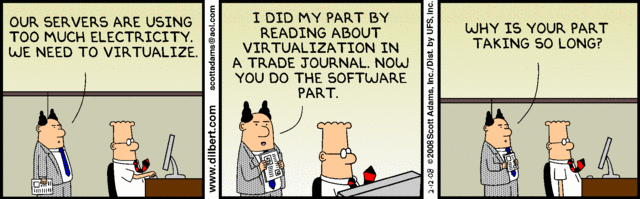 OUR SERVERS ARE USING
TOO MUCH ELECTRICITY.
WE NEED TO VIRTUALIZE.
www.dilbert.com scottadams@aol.com
I DID MY PART BY
READING ABOUT
VIRTUALIZATION IN
A TRADE JOURNAL. NOW
YOU DO THE SOFTWARE
PART.
2-12-08 © 2008 Scott Adams, Inc./Dist. by UFS, Inc.
WHY IS YOUR PART
TAKING SO LONG?